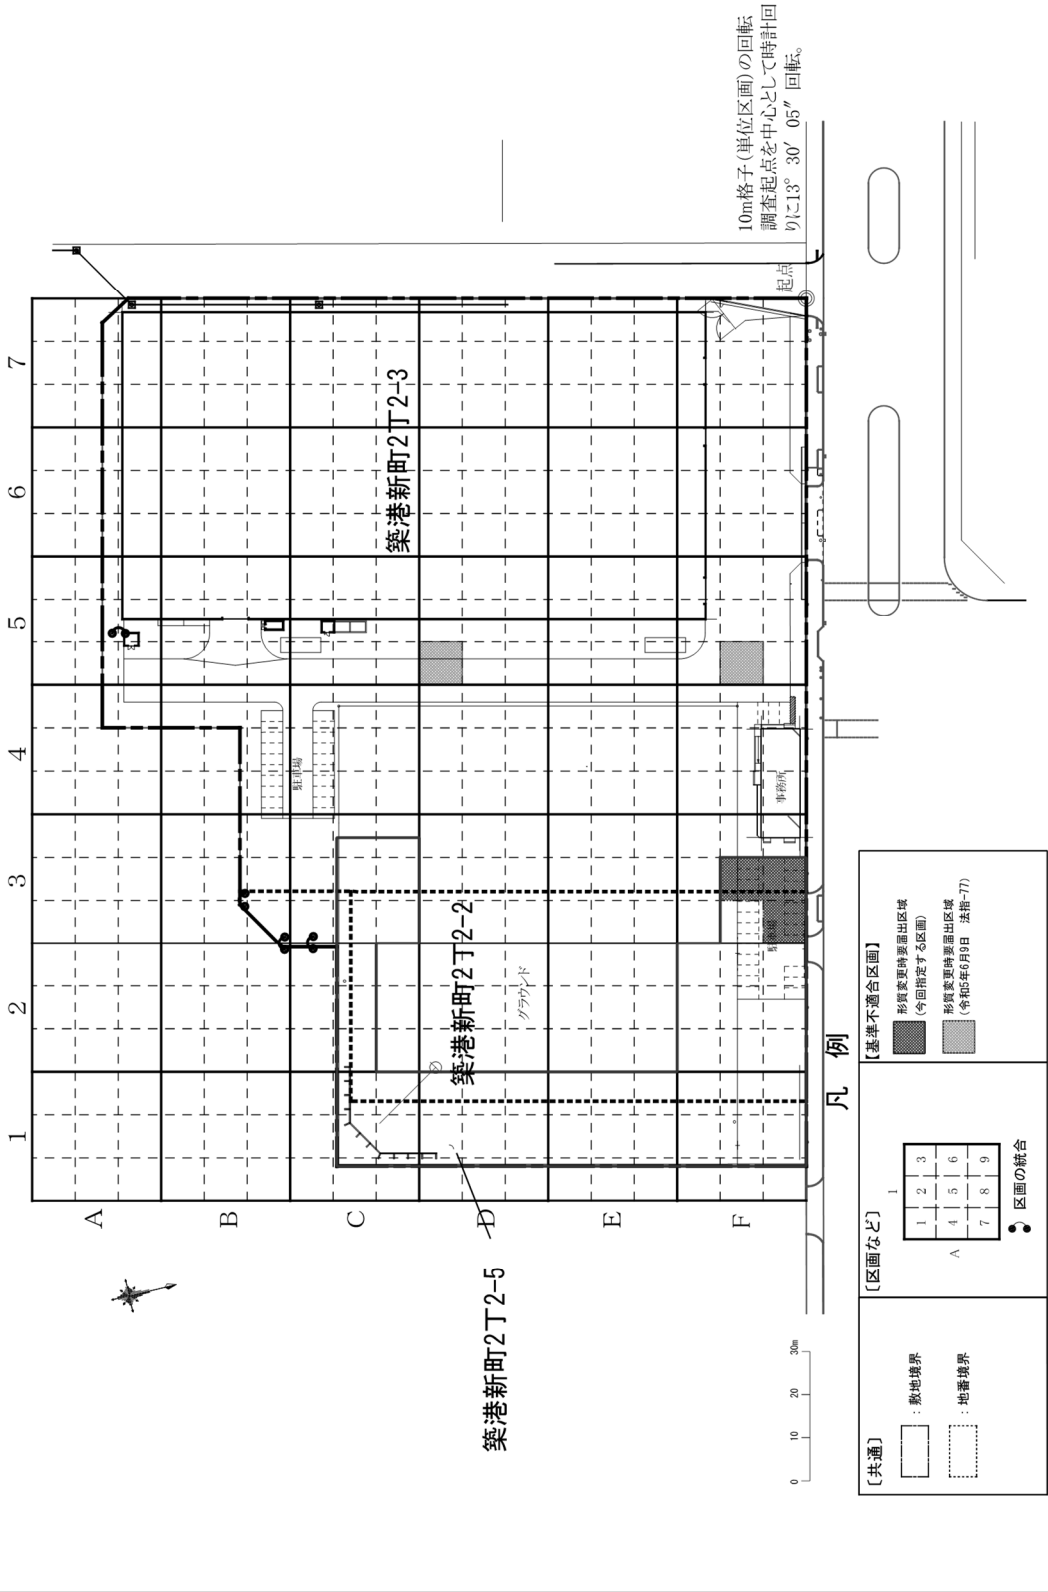 10m格子(単位区画)の回転
調査起点を中心として時計回
りに13° 30′ 05″ 回転。
起点
1
2
3
4
5
6
7
A
B
C
D
E
F
築港新町2丁2-3
築港新町2丁2-2
築港新町2丁2-5
駐車場
グラウンド
事務所
駐車場
0
10
20
30m
凡 例
〔共通〕
：敷地境界
：地番境界
〔区画など〕
1
A
1 2 3
4 5 6
7 8 9
区画の統合
【基準不適合区画】
形質変更時要届出区域
(今回指定する区画)
形質変更時要届出区域
(令和5年6月9日 法指-77)